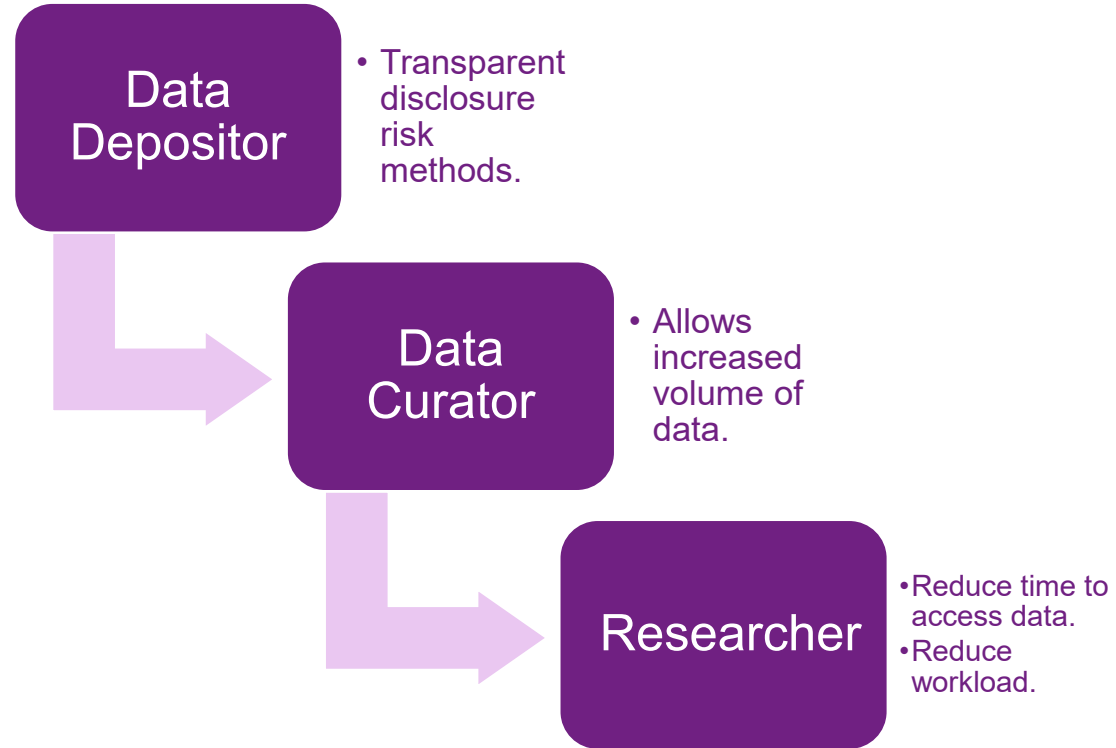 Data
Depositor
• Transparent
disclosure
risk
methods.
Data
Curator
• Allows
increased
volume of
data.
Researcher
•Reduce time to
access data.
•Reduce
workload.